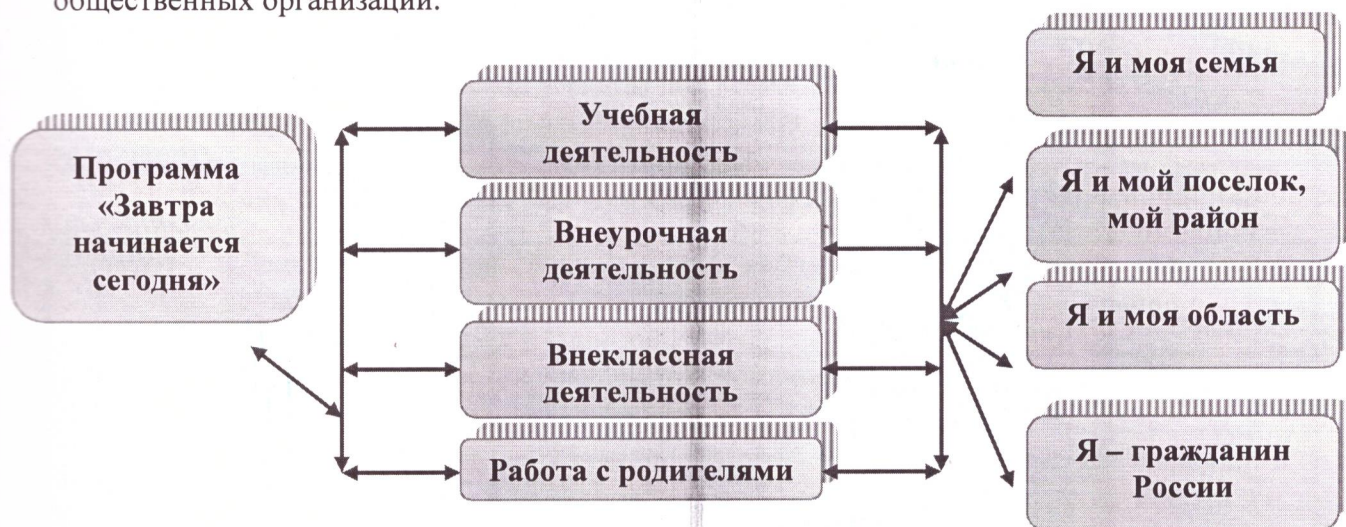 общественных организаций.
Программа
«Завтра
начинается
сегодня»
Учебная
деятельность
Внеурочная
деятельность
Внеклассная
деятельность
Работа с родителями
Я и моя семья
Я и мой поселок,
мой район
Я и моя область
Я – гражданин
России